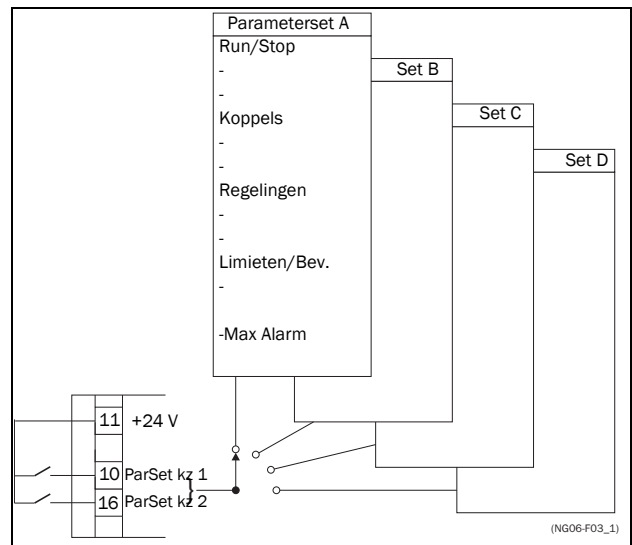 Parameterset A
Run/Stop
-
-
Koppels
-
-
Regelingen
-
-
Limieten/Bev.
-
-Max Alarm
Set B
Set C
Set D
11 +24 V
10 ParSet kz 1
16 ParSet kz 2
}
(NG06-F03_1)